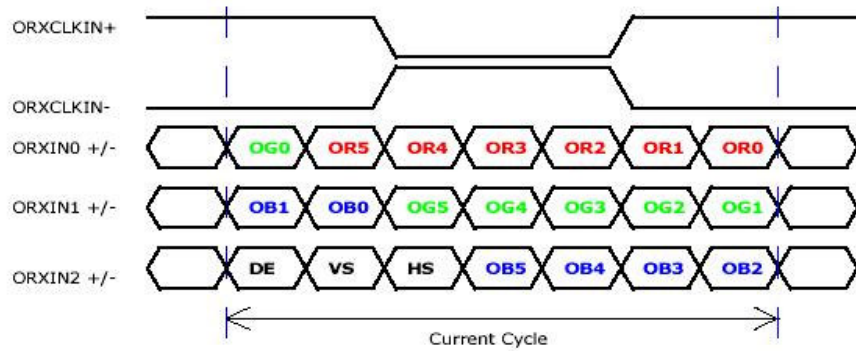 ORXCLKIN+
ORXCLKIN-
ORXIN0 +/- OG0 OR5 OR4 OR3 OR2 OR1 OR0
ORXIN1 +/- OB1 OB0 OG5 OG4 OG3 OG2 OG1
ORXIN2 +/- DE VS HS OB5 OB4 OB3 OB2
Current Cycle